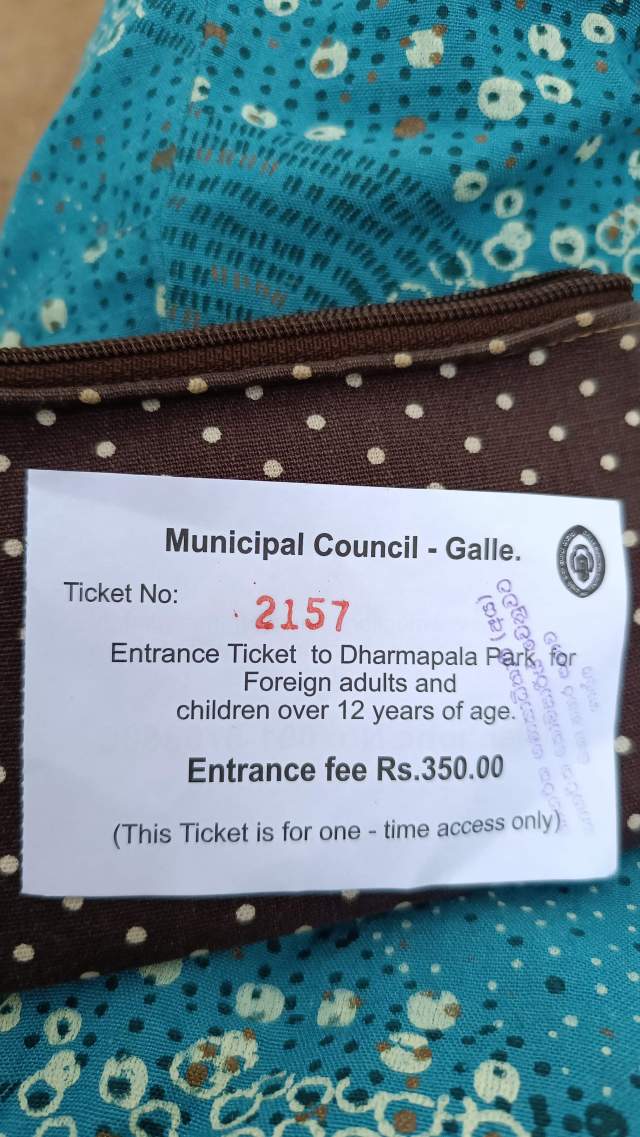 Municipal Council - Galle.
Ticket No:
2157
Entrance Ticket to Dharmapala Park for
Foreign adults and
children over 12 years of age.
Entrance fee Rs.350.00
(This Ticket is for one - time access only)